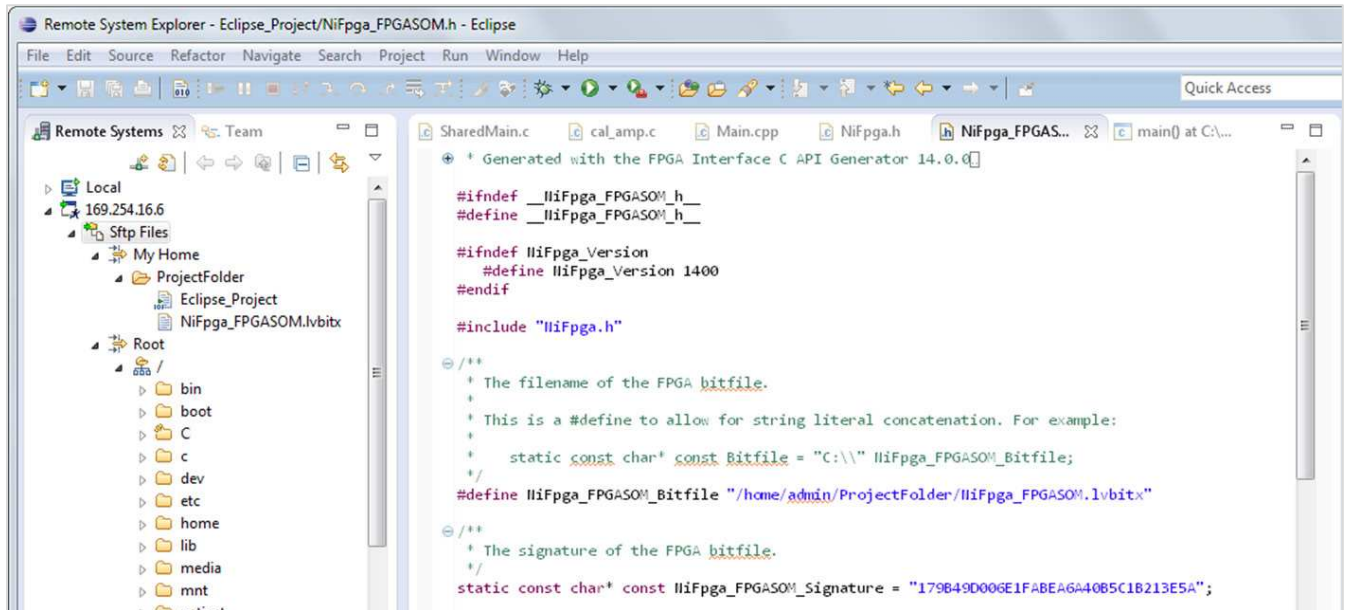 Remote System Explorer - Eclipse_Project/NiFpga_FPGASOM.h - Eclipse
File Edit Source Refactor Navigate Search Project Run Window Help
Quick Access
Remote Systems Team
Local
169.254.16.6
Sftp Files
My Home
ProjectFolder
Eclipse_Project
NiFpga_FPGASOM.lvbitx
Root
/
bin
boot
C
c
dev
etc
home
lib
media
mnt
SharedMain.c cal_amp.c Main.cpp NiFpga.h NiFpga_FPGAS... main() at C:\...
* Generated with the FPGA Interface C API Generator 14.0.0
#ifndef __NiFpga_FPGASOM_h__
#define __NiFpga_FPGASOM_h__
#ifndef NiFpga_Version
#define NiFpga_Version 1400
#endif
#include "NiFpga.h"
/**
* The filename of the FPGA bitfile.
*
* This is a #define to allow for string literal concatenation. For example:
*
* static const char* const Bitfile = "C:\\" NiFpga_FPGASOM_Bitfile;
*/
#define NiFpga_FPGASOM_Bitfile "/home/admin/ProjectFolder/NiFpga_FPGASOM.lvbitx"
/**
* The signature of the FPGA bitfile.
*/
static const char* const NiFpga_FPGASOM_Signature = "179B49D006E1FABEA6A40B5C1B213E5A";